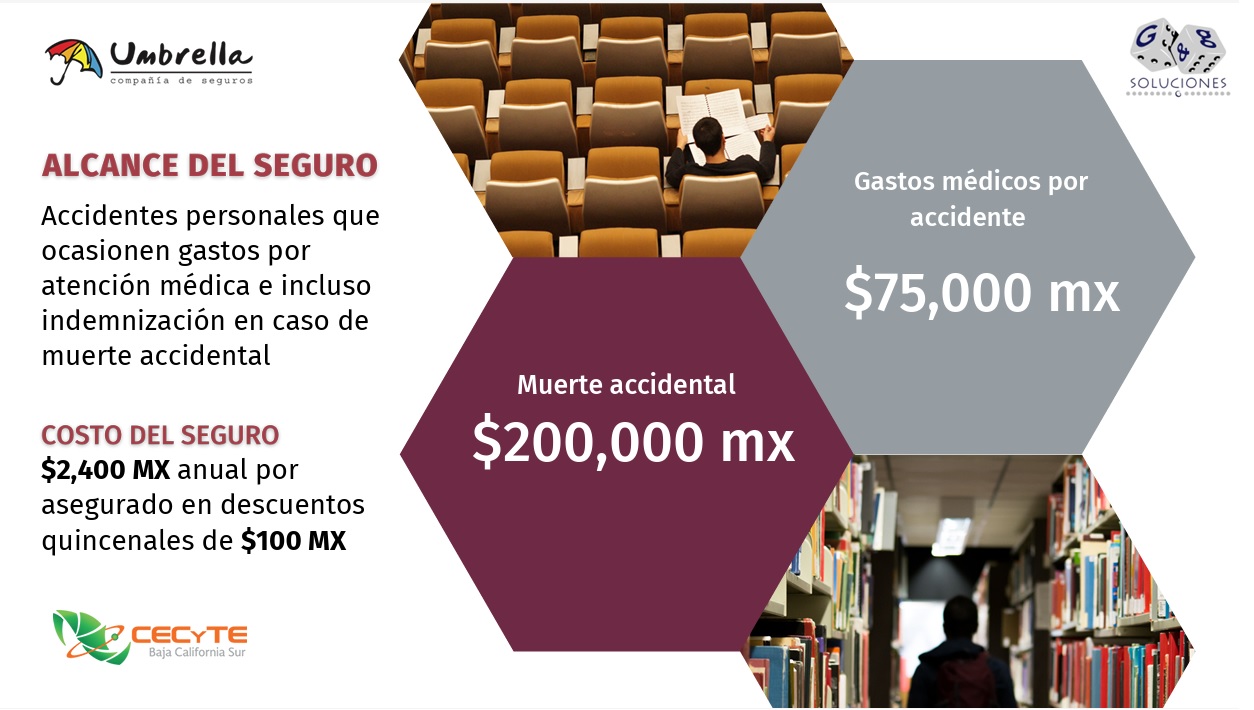 Umbrella
compañía de seguros
G & g
SOLUCIONES
ALCANCE DEL SEGURO
Accidentes personales que
ocasionen gastos por
atención médica e incluso
indemnización en caso de
muerte accidental
COSTO DEL SEGURO
$2,400 MX anual por
asegurado en descuentos
quincenales de $100 MX
CECyTE
Baja California Sur
Gastos médicos por
accidente
$75,000 mx
Muerte accidental
$200,000 mx